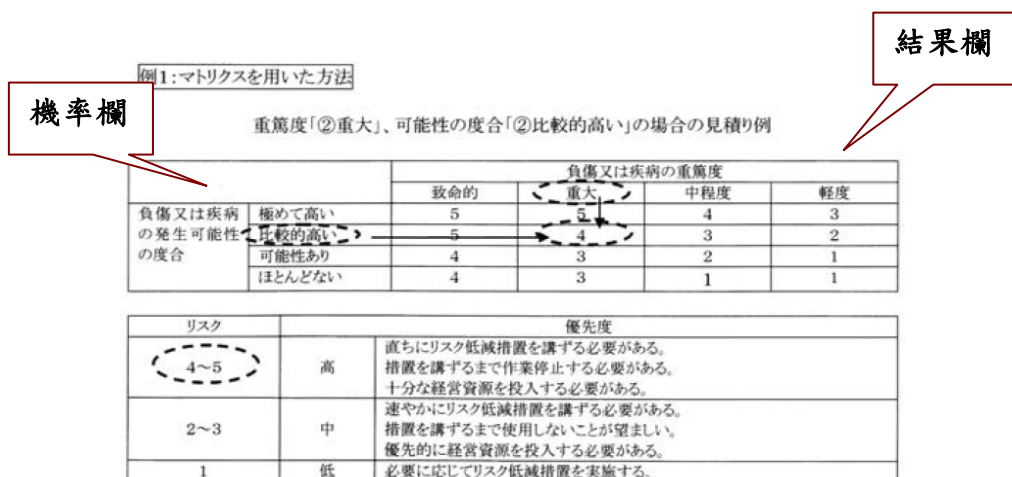 結果欄
例1:マトリクスを用いた方法
機率欄
重篤度「②重大」、可能性の度合「②比較的高い」の場合の見積り例
負傷又は疾病の重篤度
致命的 重大 中程度 軽度
負傷又は疾病の発生可能性の度合 極めて高い 5 5 4 3
比較的高い 5 4 3 2
可能性あり 4 3 2 1
ほとんどない 4 3 1 1
リスク 優先度
4～5 高 直ちにリスク低減措置を講ずる必要がある。
措置を講ずるまで作業停止する必要がある。
十分な経営資源を投入する必要がある。
2～3 中 速やかにリスク低減措置を講ずる必要がある。
措置を講ずるまで使用しないことが望ましい。
優先的に経営資源を投入する必要がある。
1 低 必要に応じてリスク低減措置を実施する。